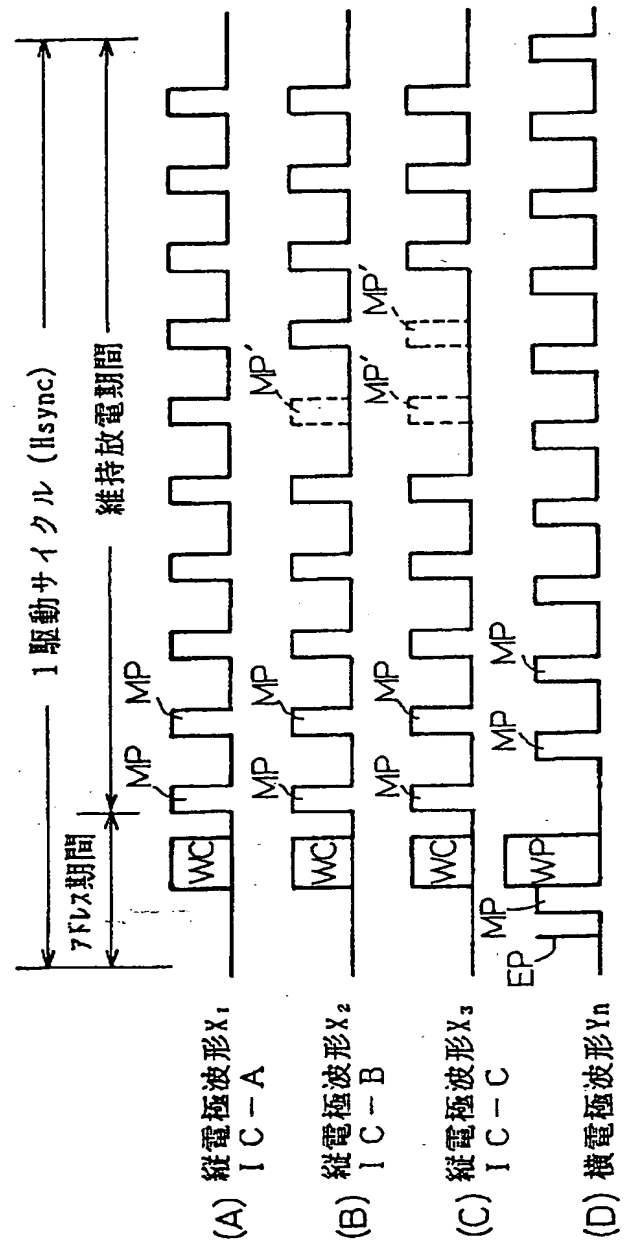 1駆動サイクル (Hsync)
アドレス期間
維持放電期間
(A) 縦電極波形X₁
IC-A
WC
MP
MP
(B) 縦電極波形X₂
IC-B
WC
MP
MP
MP'
(C) 縦電極波形X₃
IC-C
WC
MP
MP
MP'
MP'
(D) 横電極波形Yn
EP
MP
WP
MP
MP